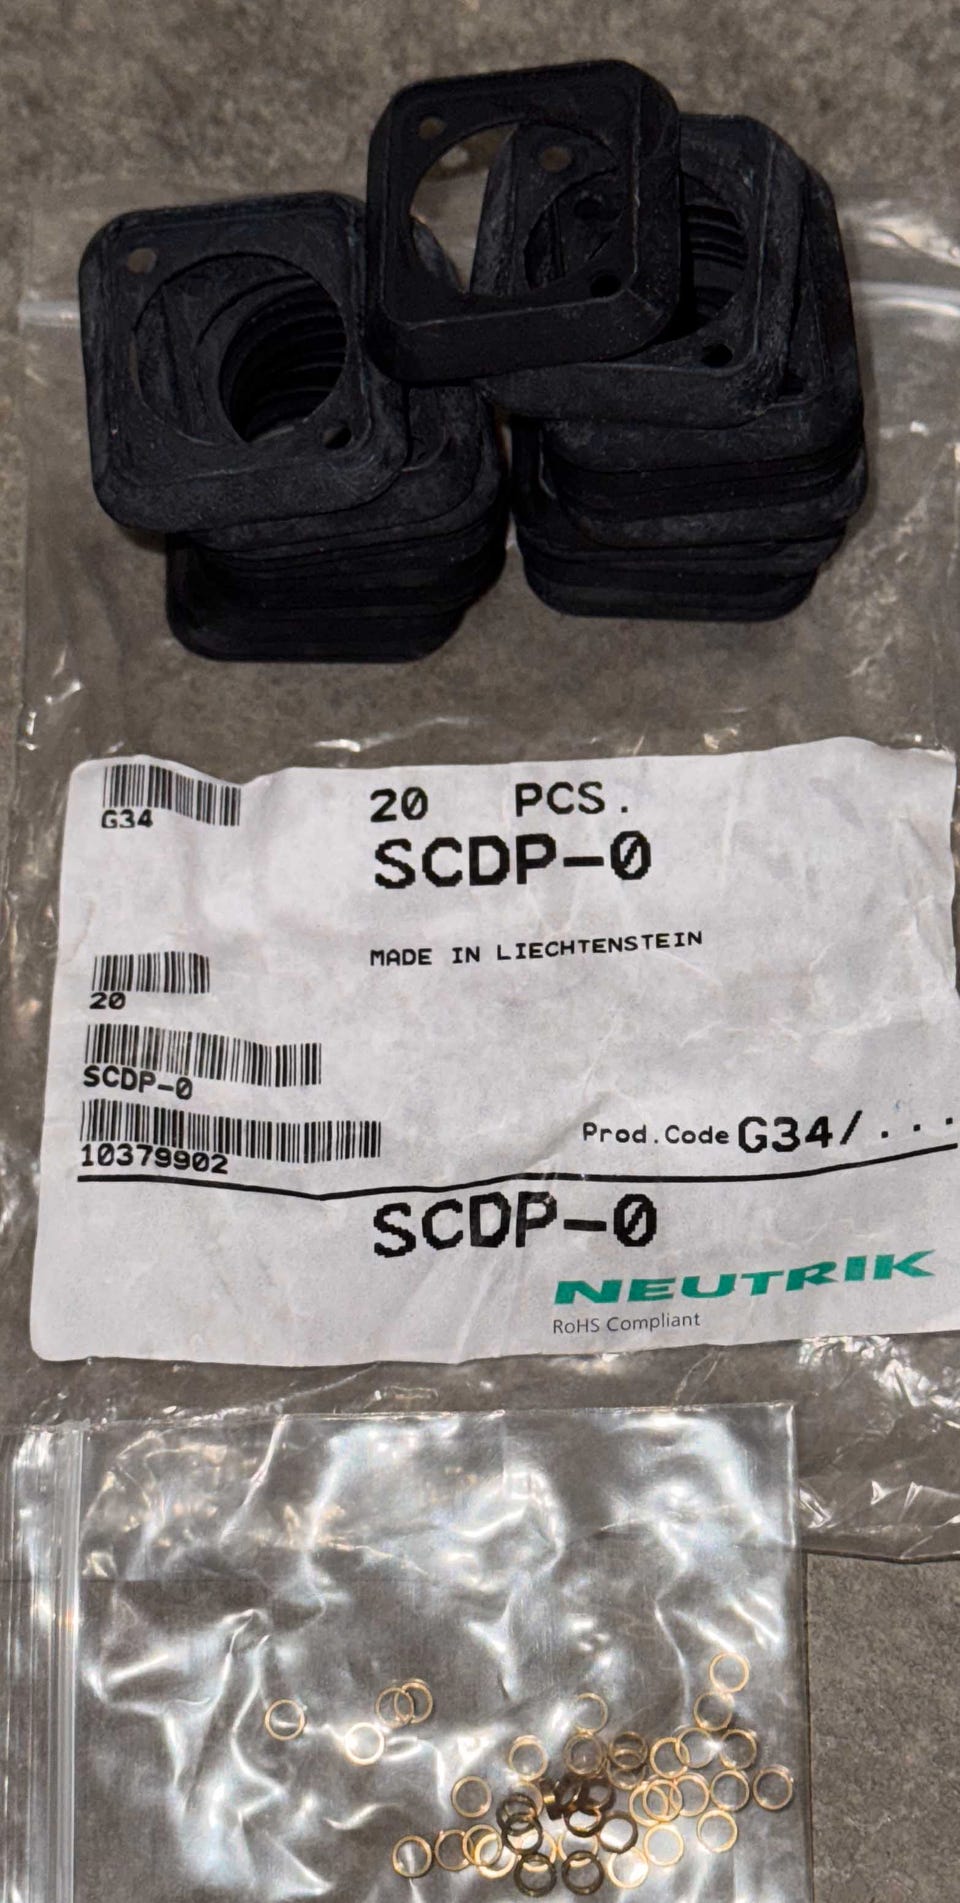 G34
20 PCS.
SCDP-0
MADE IN LIECHTENSTEIN
20
SCDP-0
10379902
Prod.Code G34/...
SCDP-0
NEUTRIK
RoHS Compliant